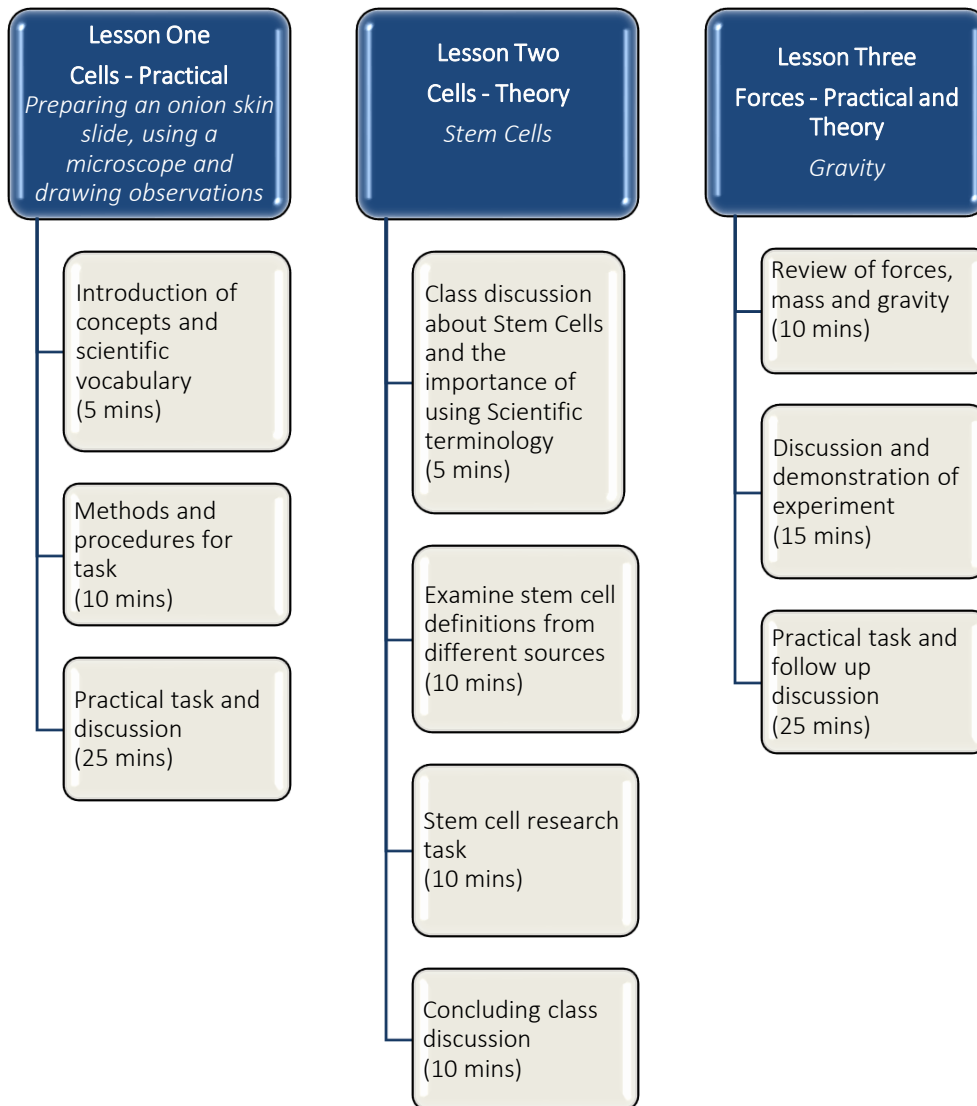 Lesson One
Cells - Practical
Preparing an onion skin
slide, using a
microscope and
drawing observations
Introduction of
concepts and
scientific
vocabulary
(5 mins)
Methods and
procedures for
task
(10 mins)
Practical task and
discussion
(25 mins)
Lesson Two
Cells - Theory
Stem Cells
Class discussion
about Stem Cells
and the
importance of
using Scientific
terminology
(5 mins)
Examine stem cell
definitions from
different sources
(10 mins)
Stem cell research
task
(10 mins)
Concluding class
discussion
(10 mins)
Lesson Three
Forces - Practical and
Theory
Gravity
Review of forces,
mass and gravity
(10 mins)
Discussion and
demonstration of
experiment
(15 mins)
Practical task and
follow up
discussion
(25 mins)